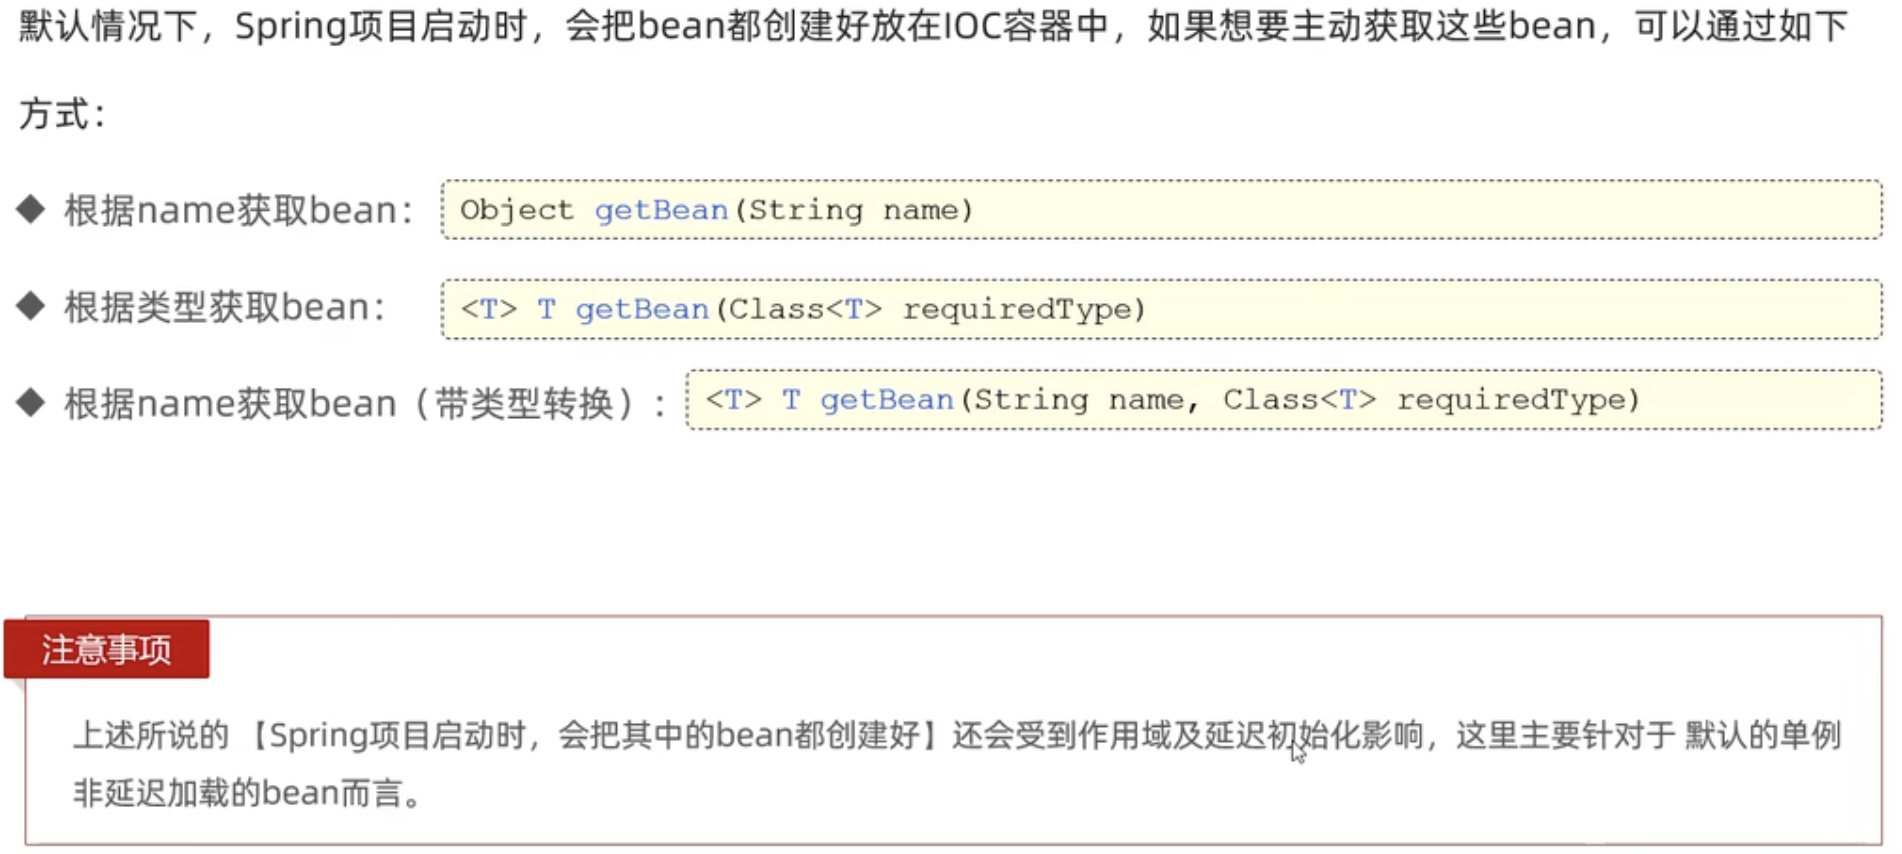 默认情况下，Spring项目启动时，会把bean都创建好放在IOC容器中，如果想要主动获取这些bean，可以通过如下
方式：
◆ 根据name获取bean： Object getBean(String name)
◆ 根据类型获取bean： <T> T getBean(Class<T> requiredType)
◆ 根据name获取bean（带类型转换）： <T> T getBean(String name, Class<T> requiredType)
注意事项
上述所说的 【Spring项目启动时，会把其中的bean都创建好】还会受到作用域及延迟初始化影响，这里主要针对于 默认的单例
非延迟加载的bean而言。